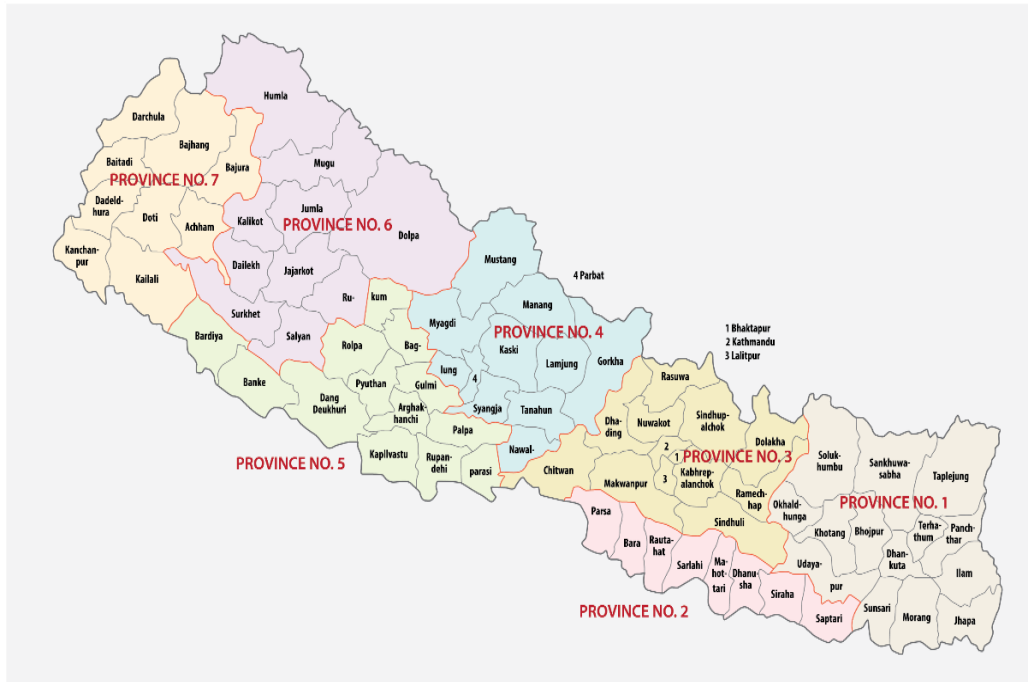 Humla
Darchula
Bajhang
Baitadi
Bajura
Mugu
PROVINCE NO. 7
Dadeld-
hura
Doti
Achham
Kalikot
Jumla
PROVINCE NO. 6
Dolpa
Kanchan-
pur
Kailali
Dailekh
Jajarkot
Ru-
kum
Surkhet
Salyan
Mustang
4 Parbat
Manang
Myagdi
PROVINCE NO. 4
Kaski
Lamjung
Gorkha
Bardiya
Rolpa
Bag-
lung
4
Banke
Pyuthan
Gulmi
Dang
Deukhuri
Arghak-
hanchi
Syangja
Tanahun
Palpa
Nawal-
parasi
Kapilvastu
Rupan-
dehi
PROVINCE NO. 5
1 Bhaktapur
2 Kathmandu
3 Lalitpur
Rasuwa
Dha-
ding
Nuwakot
Sindhup-
alchok
Dolakha
2
1
PROVINCE NO. 3
Chitwan
Makwanpur
3
Kabhrep-
alanchok
Ramech-
hap
Sindhuli
Parsa
Bara
Rauta-
hat
Sarlahi
Ma-
hot-
tari
Dhanu-
sha
Siraha
Saptari
PROVINCE NO. 2
Soluk-
humbu
Sankhuwa-
sabha
Taplejung
PROVINCE NO. 1
Okhald-
hunga
Khotang
Bhojpur
Terha-
thum
Panch-
thar
Dhan-
kuta
Udaya-
pur
Ilam
Sunsari
Morang
Jhapa